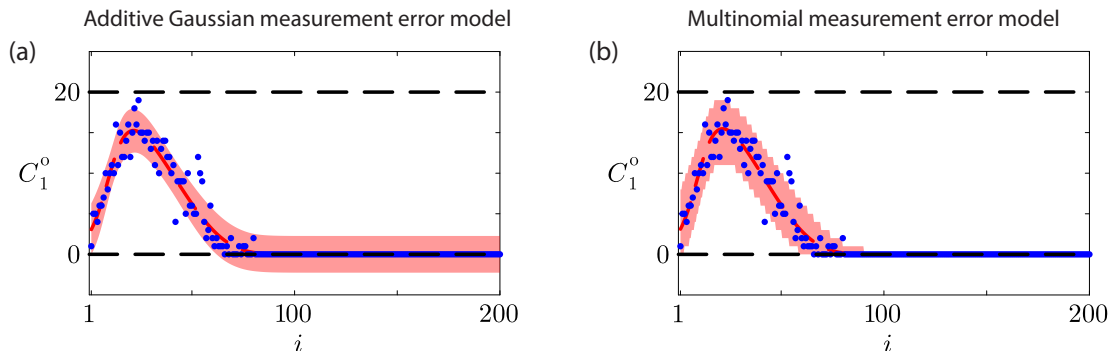 Additive Gaussian measurement error model
Multinomial measurement error model
(a)
20
C₁ᵒ
0
1
100
200
i
(b)
20
C₁ᵒ
0
1
100
200
i